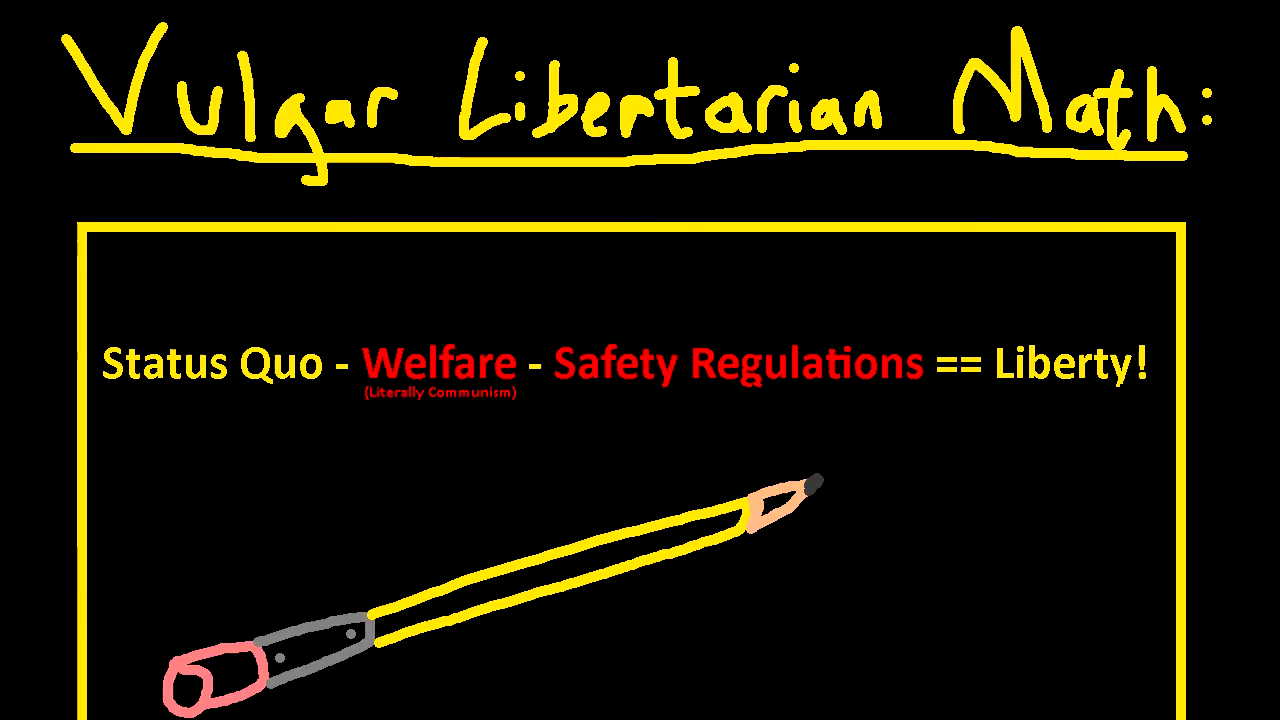 Vulgar Libertarian Math:
Status Quo - Welfare - Safety Regulations == Liberty!
(Literally Communism)